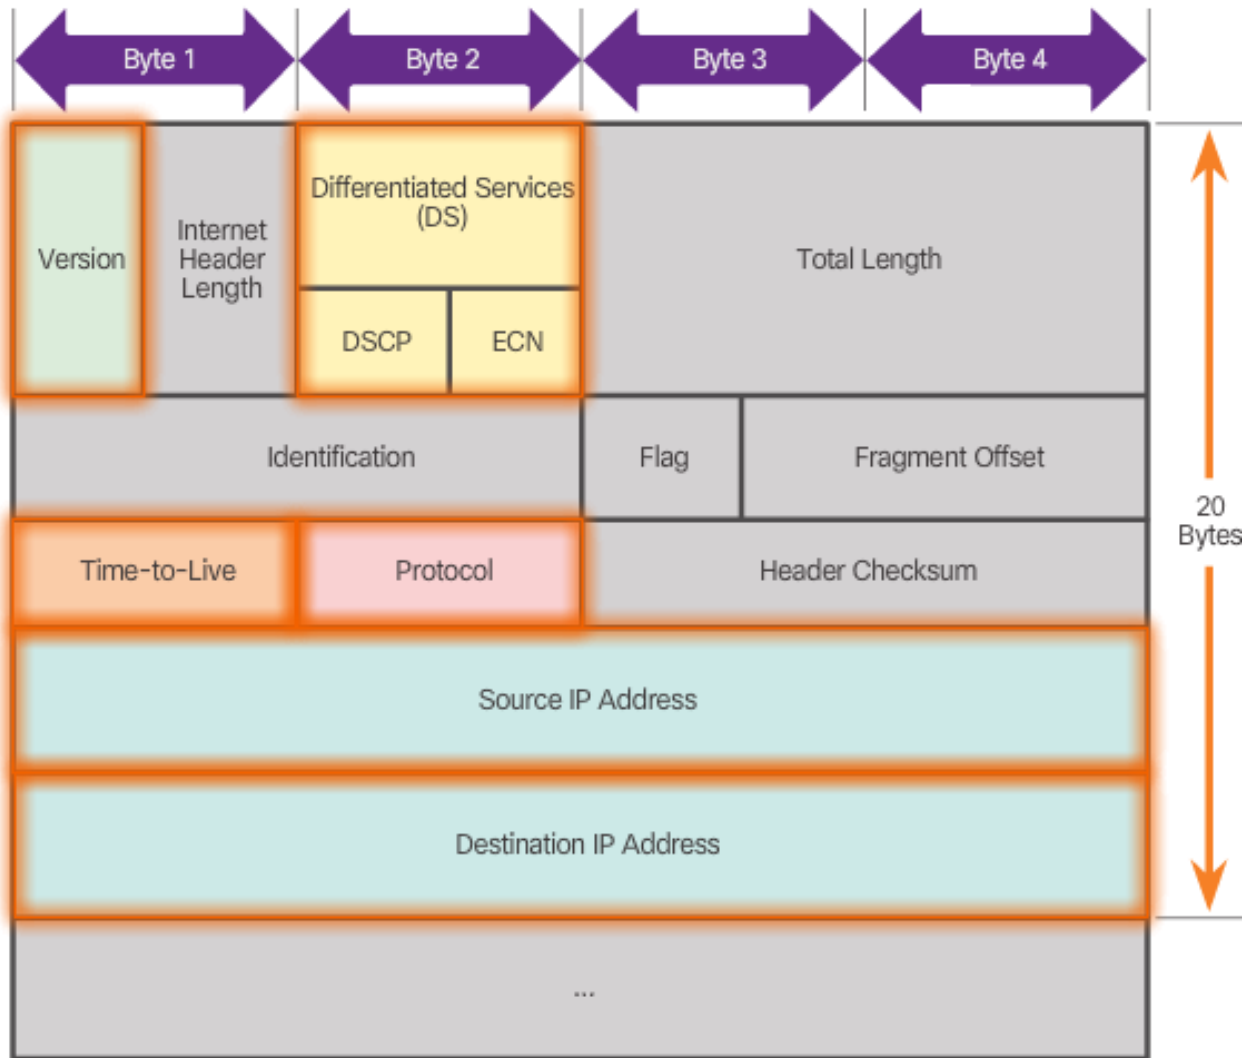 Byte 1
Byte 2
Byte 3
Byte 4
Version
Internet
Header
Length
Differentiated Services
(DS)
DSCP
ECN
Total Length
Identification
Flag
Fragment Offset
20
Bytes
Time-to-Live
Protocol
Header Checksum
Source IP Address
Destination IP Address
...